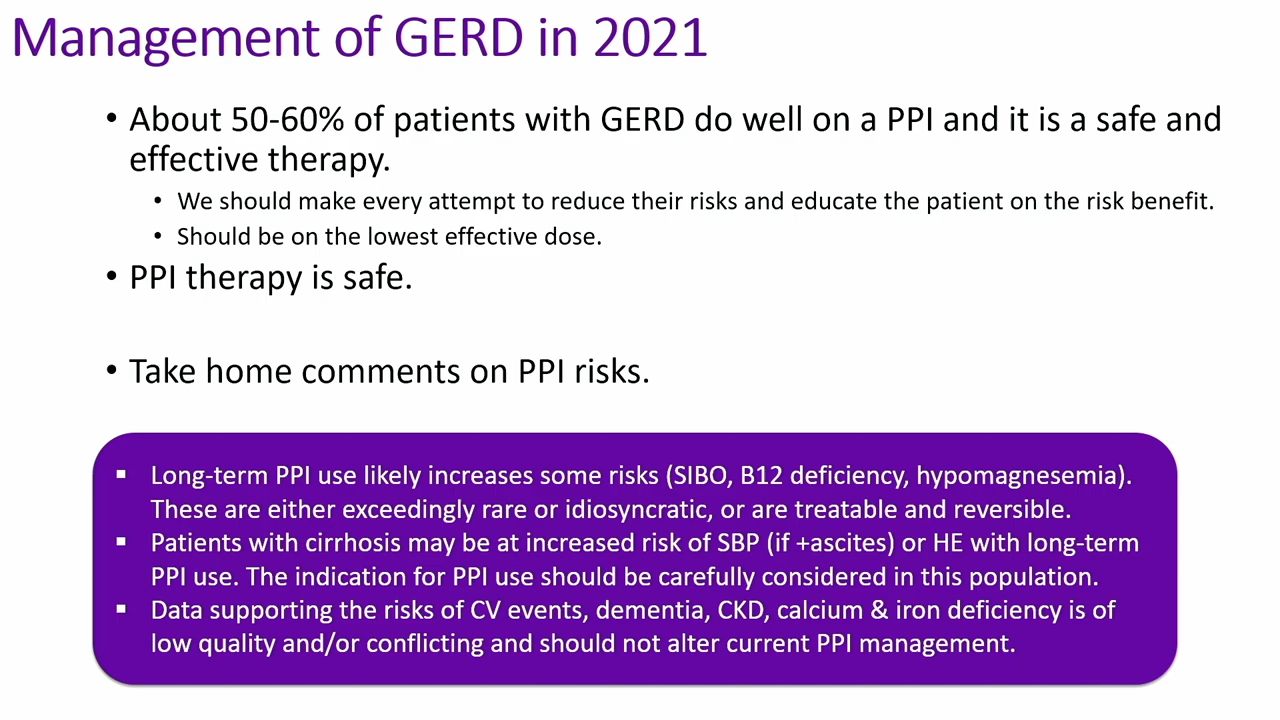 Management of GERD in 2021
• About 50-60% of patients with GERD do well on a PPI and it is a safe and
effective therapy.
• We should make every attempt to reduce their risks and educate the patient on the risk benefit.
• Should be on the lowest effective dose.
• PPI therapy is safe.
• Take home comments on PPI risks.
▪ Long-term PPI use likely increases some risks (SIBO, B12 deficiency, hypomagnesemia).
These are either exceedingly rare or idiosyncratic, or are treatable and reversible.
▪ Patients with cirrhosis may be at increased risk of SBP (if +ascites) or HE with long-term
PPI use. The indication for PPI use should be carefully considered in this population.
▪ Data supporting the risks of CV events, dementia, CKD, calcium & iron deficiency is of
low quality and/or conflicting and should not alter current PPI management.